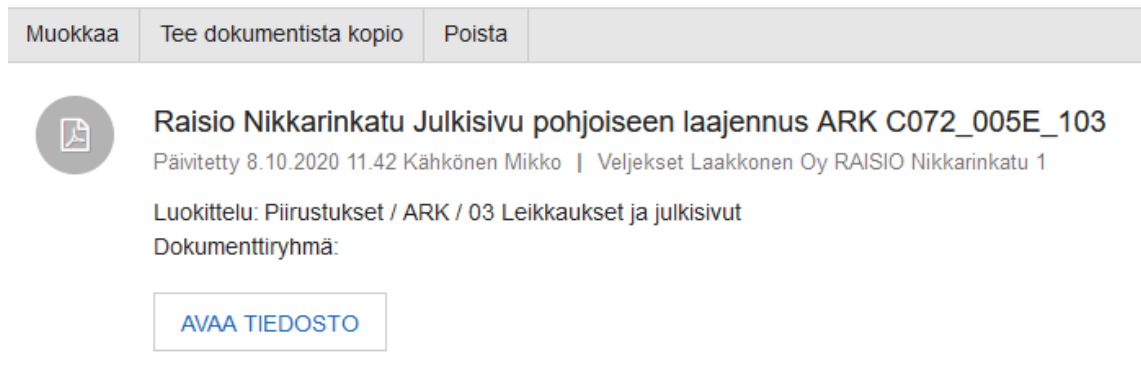 Muokkaa Tee dokumentista kopio Poista
Raisio Nikkarinkatu Julkisivu pohjoiseen laajennus ARK C072_005E_103
Päivitetty 8.10.2020 11.42 Kähkönen Mikko | Veljekset Laakkonen Oy RAISIO Nikkarinkatu 1
Luokittelu: Piirustukset / ARK / 03 Leikkaukset ja julkisivut
Dokumenttiryhmä:
AVAA TIEDOSTO